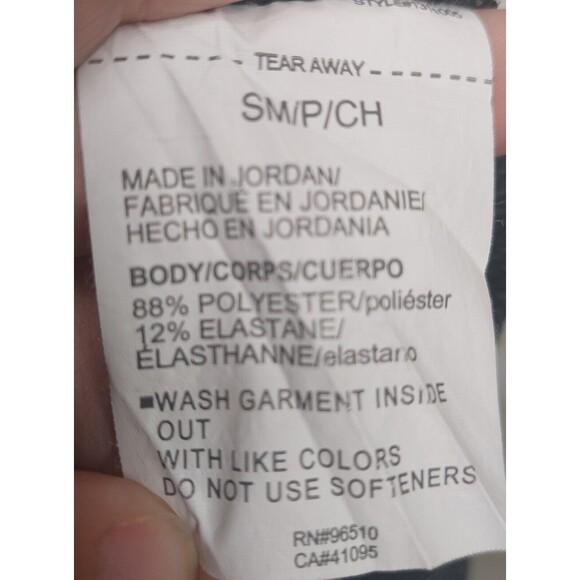 TEAR AWAY
SM/P/CH
MADE IN JORDAN/
FABRIQUÉ EN JORDANIE/
HECHO EN JORDANIA
BODY/CORPS/CUERPO
88% POLYESTER/poliéster
12% ELASTANE/
ÉLASTHANNE/elastano
■WASH GARMENT INSIDE
OUT
WITH LIKE COLORS
DO NOT USE SOFTENERS
RN#96510
CA#41095